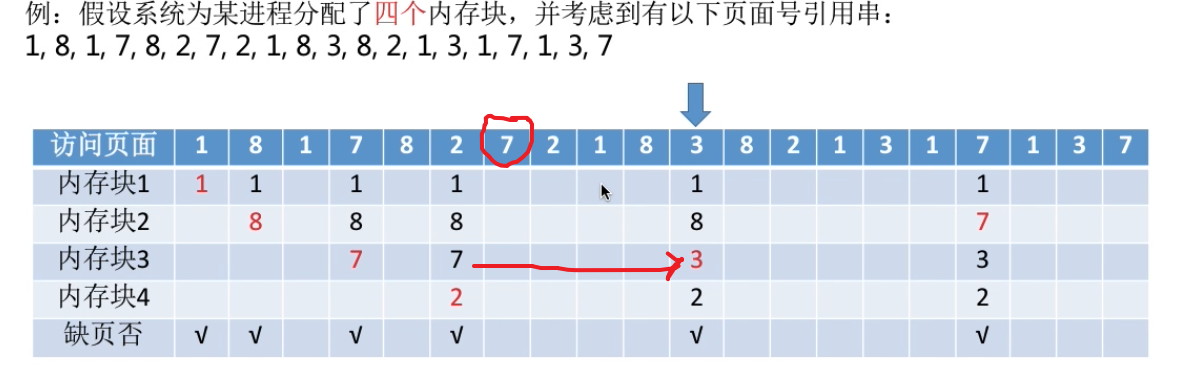 例：假设系统为某进程分配了四个内存块，并考虑到有以下页面号引用串：
1, 8, 1, 7, 8, 2, 7, 2, 1, 8, 3, 8, 2, 1, 3, 1, 7, 1, 3, 7
访问页面 1 8 1 7 8 2 7 2 1 8 3 8 2 1 3 1 7 1 3 7
内存块1 1 1 1 1 1 1
内存块2 8 8 8 8 7
内存块3 7 7 3 3
内存块4 2 2 2
缺页否 √ √ √ √ √ √